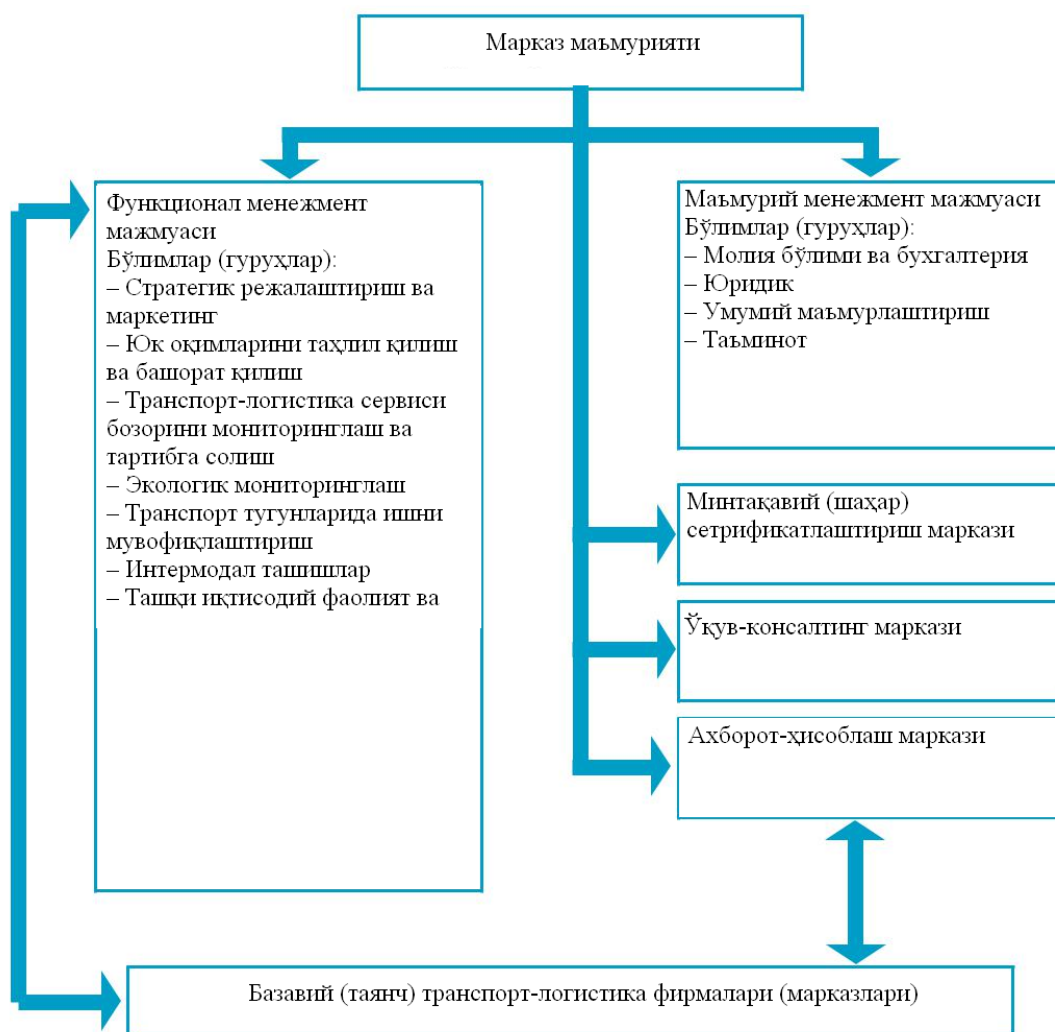 Марказ маъмурияти
Функционал менежмент
мажмуаси
Бўлимлар (гуруҳлар):
– Стратегик режалаштириш ва
маркетинг
– Юк оқимларини таҳлил қилиш
ва башорат қилиш
– Транспорт-логистика сервиси
бозорини мониторинглаш ва
тартибга солиш
– Экологик мониторинглаш
– Транспорт тугунларида ишни
мувофиқлаштириш
– Интермодал ташишлар
– Ташқи иқтисодий фаолият ва
Маъмурий менежмент мажмуаси
Бўлимлар (гуруҳлар):
– Молия бўлими ва бухгалтерия
– Юридик
– Умумий маъмурлаштириш
– Таъминот
Минтақавий (шаҳар)
сетрификатлаштириш маркази
Ўқув-консалтинг маркази
Ахборот-ҳисоблаш маркази
Базавий (таянч) транспорт-логистика фирмалари (марказлари)